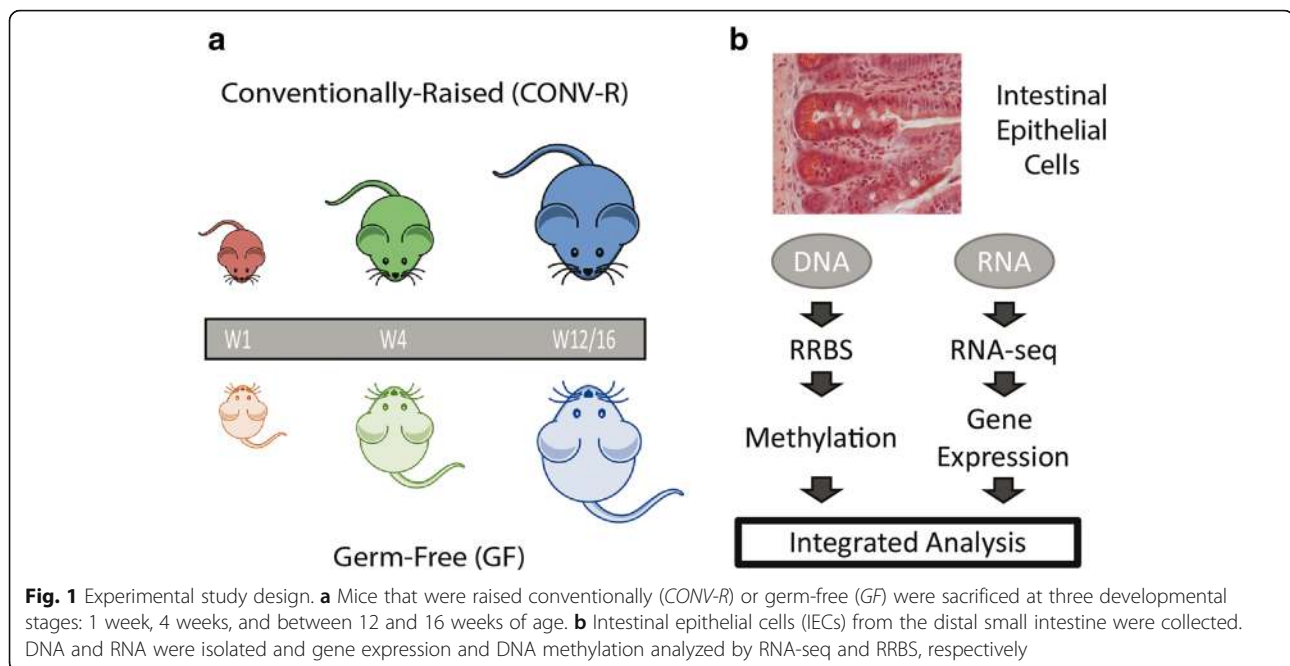 a
Conventionally-Raised (CONV-R)
W1 W4 W12/16
Germ-Free (GF)
b
Intestinal
Epithelial
Cells
DNA RNA
RRBS RNA-seq
Methylation
Gene
Expression
Integrated Analysis
Fig. 1 Experimental study design. a Mice that were raised conventionally (CONV-R) or germ-free (GF) were sacrificed at three developmental
stages: 1 week, 4 weeks, and between 12 and 16 weeks of age. b Intestinal epithelial cells (IECs) from the distal small intestine were collected.
DNA and RNA were isolated and gene expression and DNA methylation analyzed by RNA-seq and RRBS, respectively